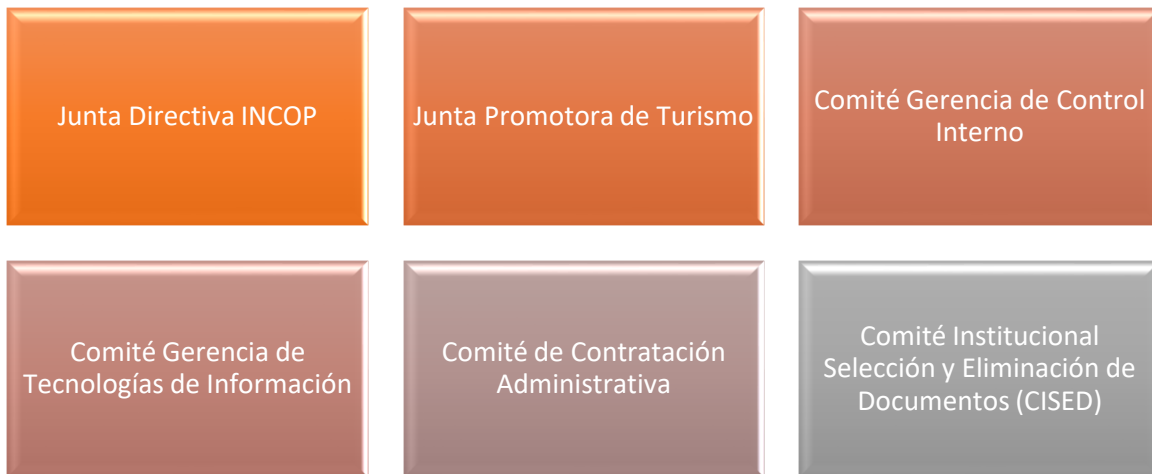 Junta Directiva INCOP
Junta Promotora de Turismo
Comité Gerencia de Control
Interno
Comité Gerencia de
Tecnologías de Información
Comité de Contratación
Administrativa
Comité Institucional
Selección y Eliminación de
Documentos (CISED)